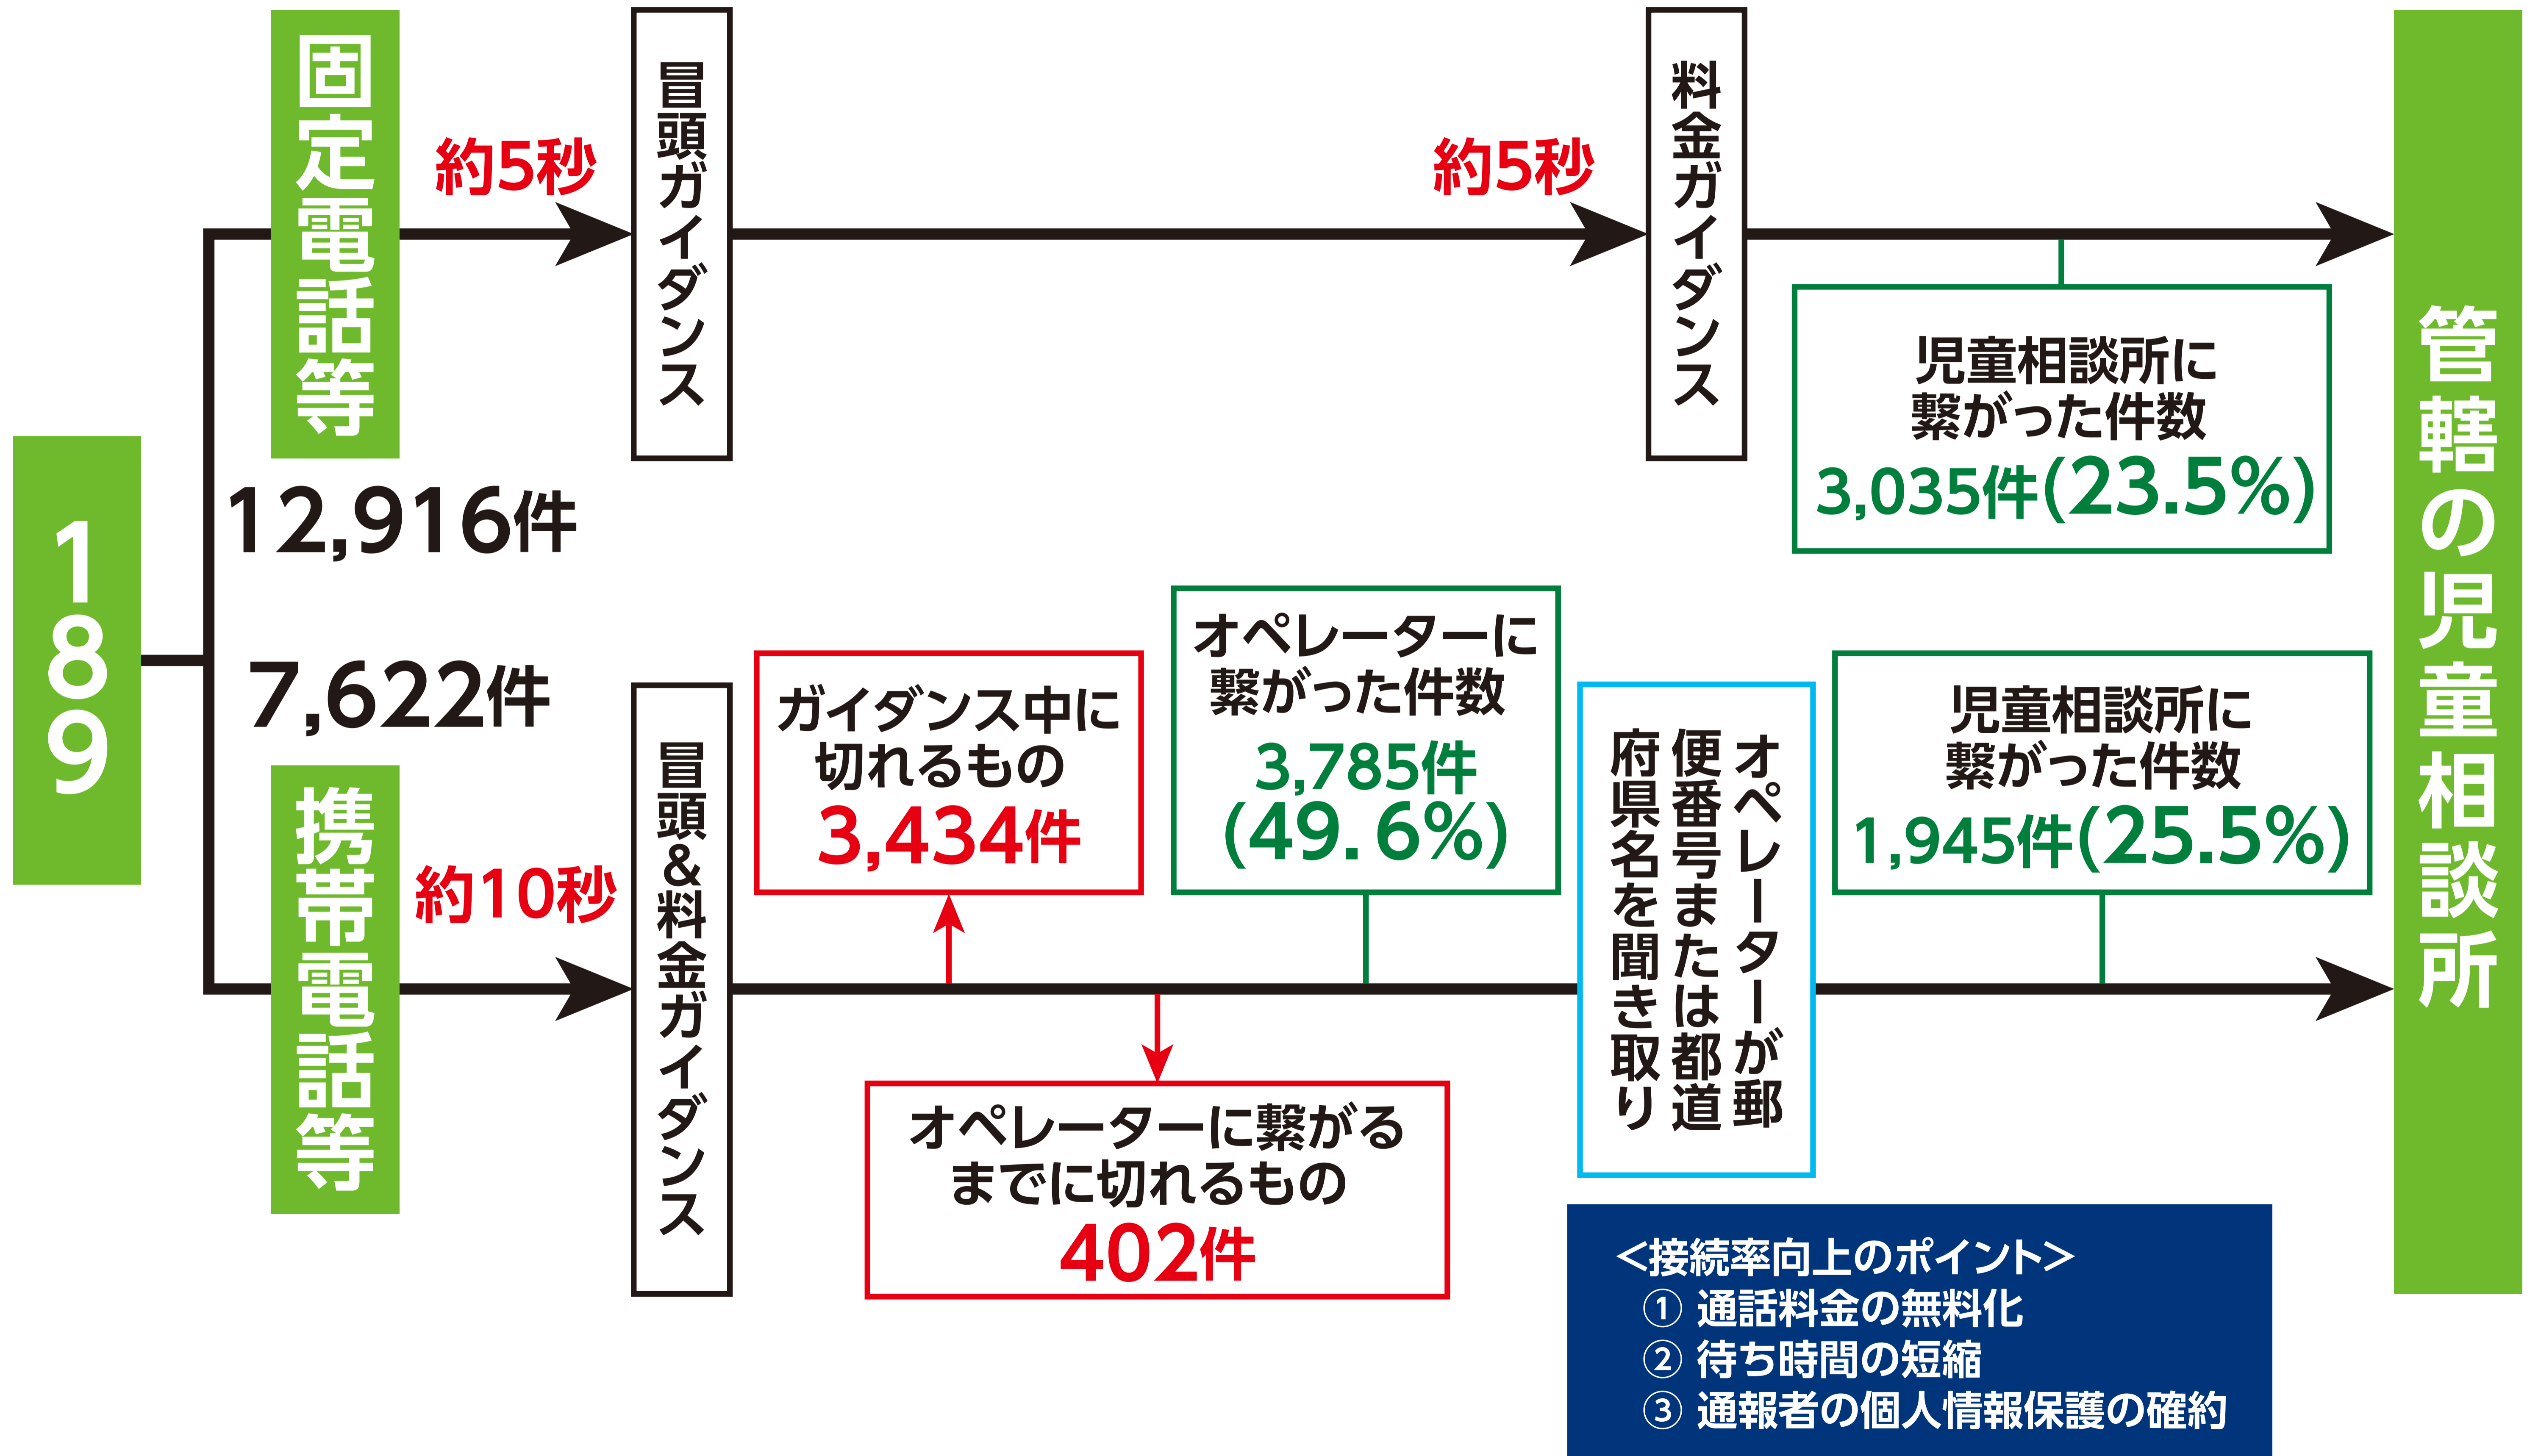 189
固定電話等
12,916件
約5秒
冒頭ガイダンス
約5秒
料金ガイダンス
児童相談所に
繋がった件数
3,035件(23.5%)
7,622件
携帯電話等
約10秒
冒頭&料金ガイダンス
ガイダンス中に
切れるもの
3,434件
オペレーターに繋がる
までに切れるもの
402件
オペレーターに
繋がった件数
3,785件
(49.6%)
オペレーターが郵
便番号または都道
府県名を聞き取り
児童相談所に
繋がった件数
1,945件(25.5%)
管轄の児童相談所
＜接続率向上のポイント＞
① 通話料金の無料化
② 待ち時間の短縮
③ 通報者の個人情報保護の確約